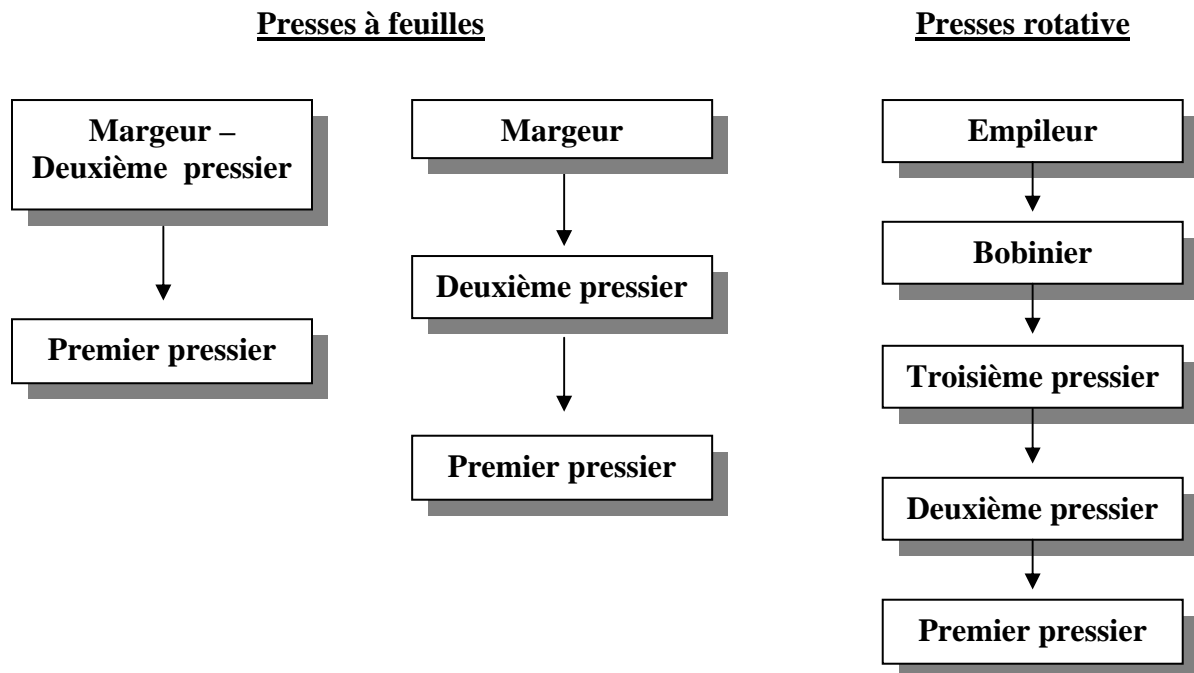 Presses à feuilles
Margeur –
Deuxième pressier
Premier pressier
Margeur
Deuxième pressier
Premier pressier
Presses rotative
Empileur
Bobinier
Troisième pressier
Deuxième pressier
Premier pressier